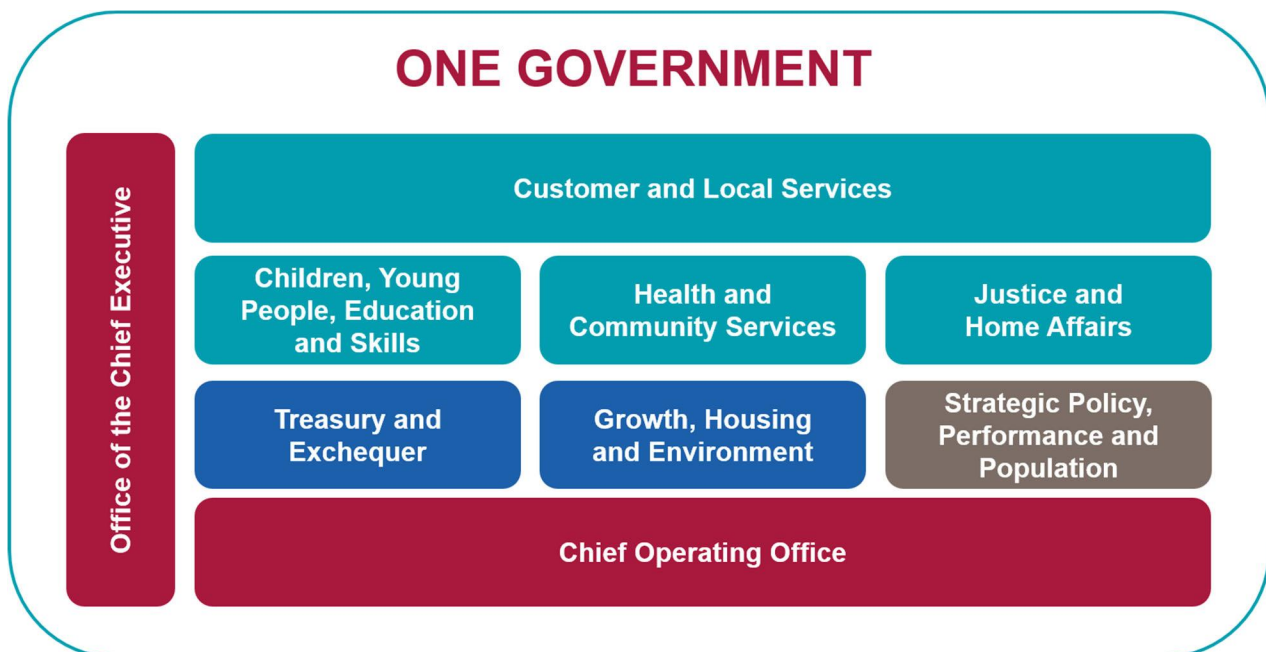 ONE GOVERNMENT
Office of the Chief Executive
Customer and Local Services
Children, Young
People, Education
and Skills
Health and
Community Services
Justice and
Home Affairs
Treasury and
Exchequer
Growth, Housing
and Environment
Strategic Policy,
Performance and
Population
Chief Operating Office